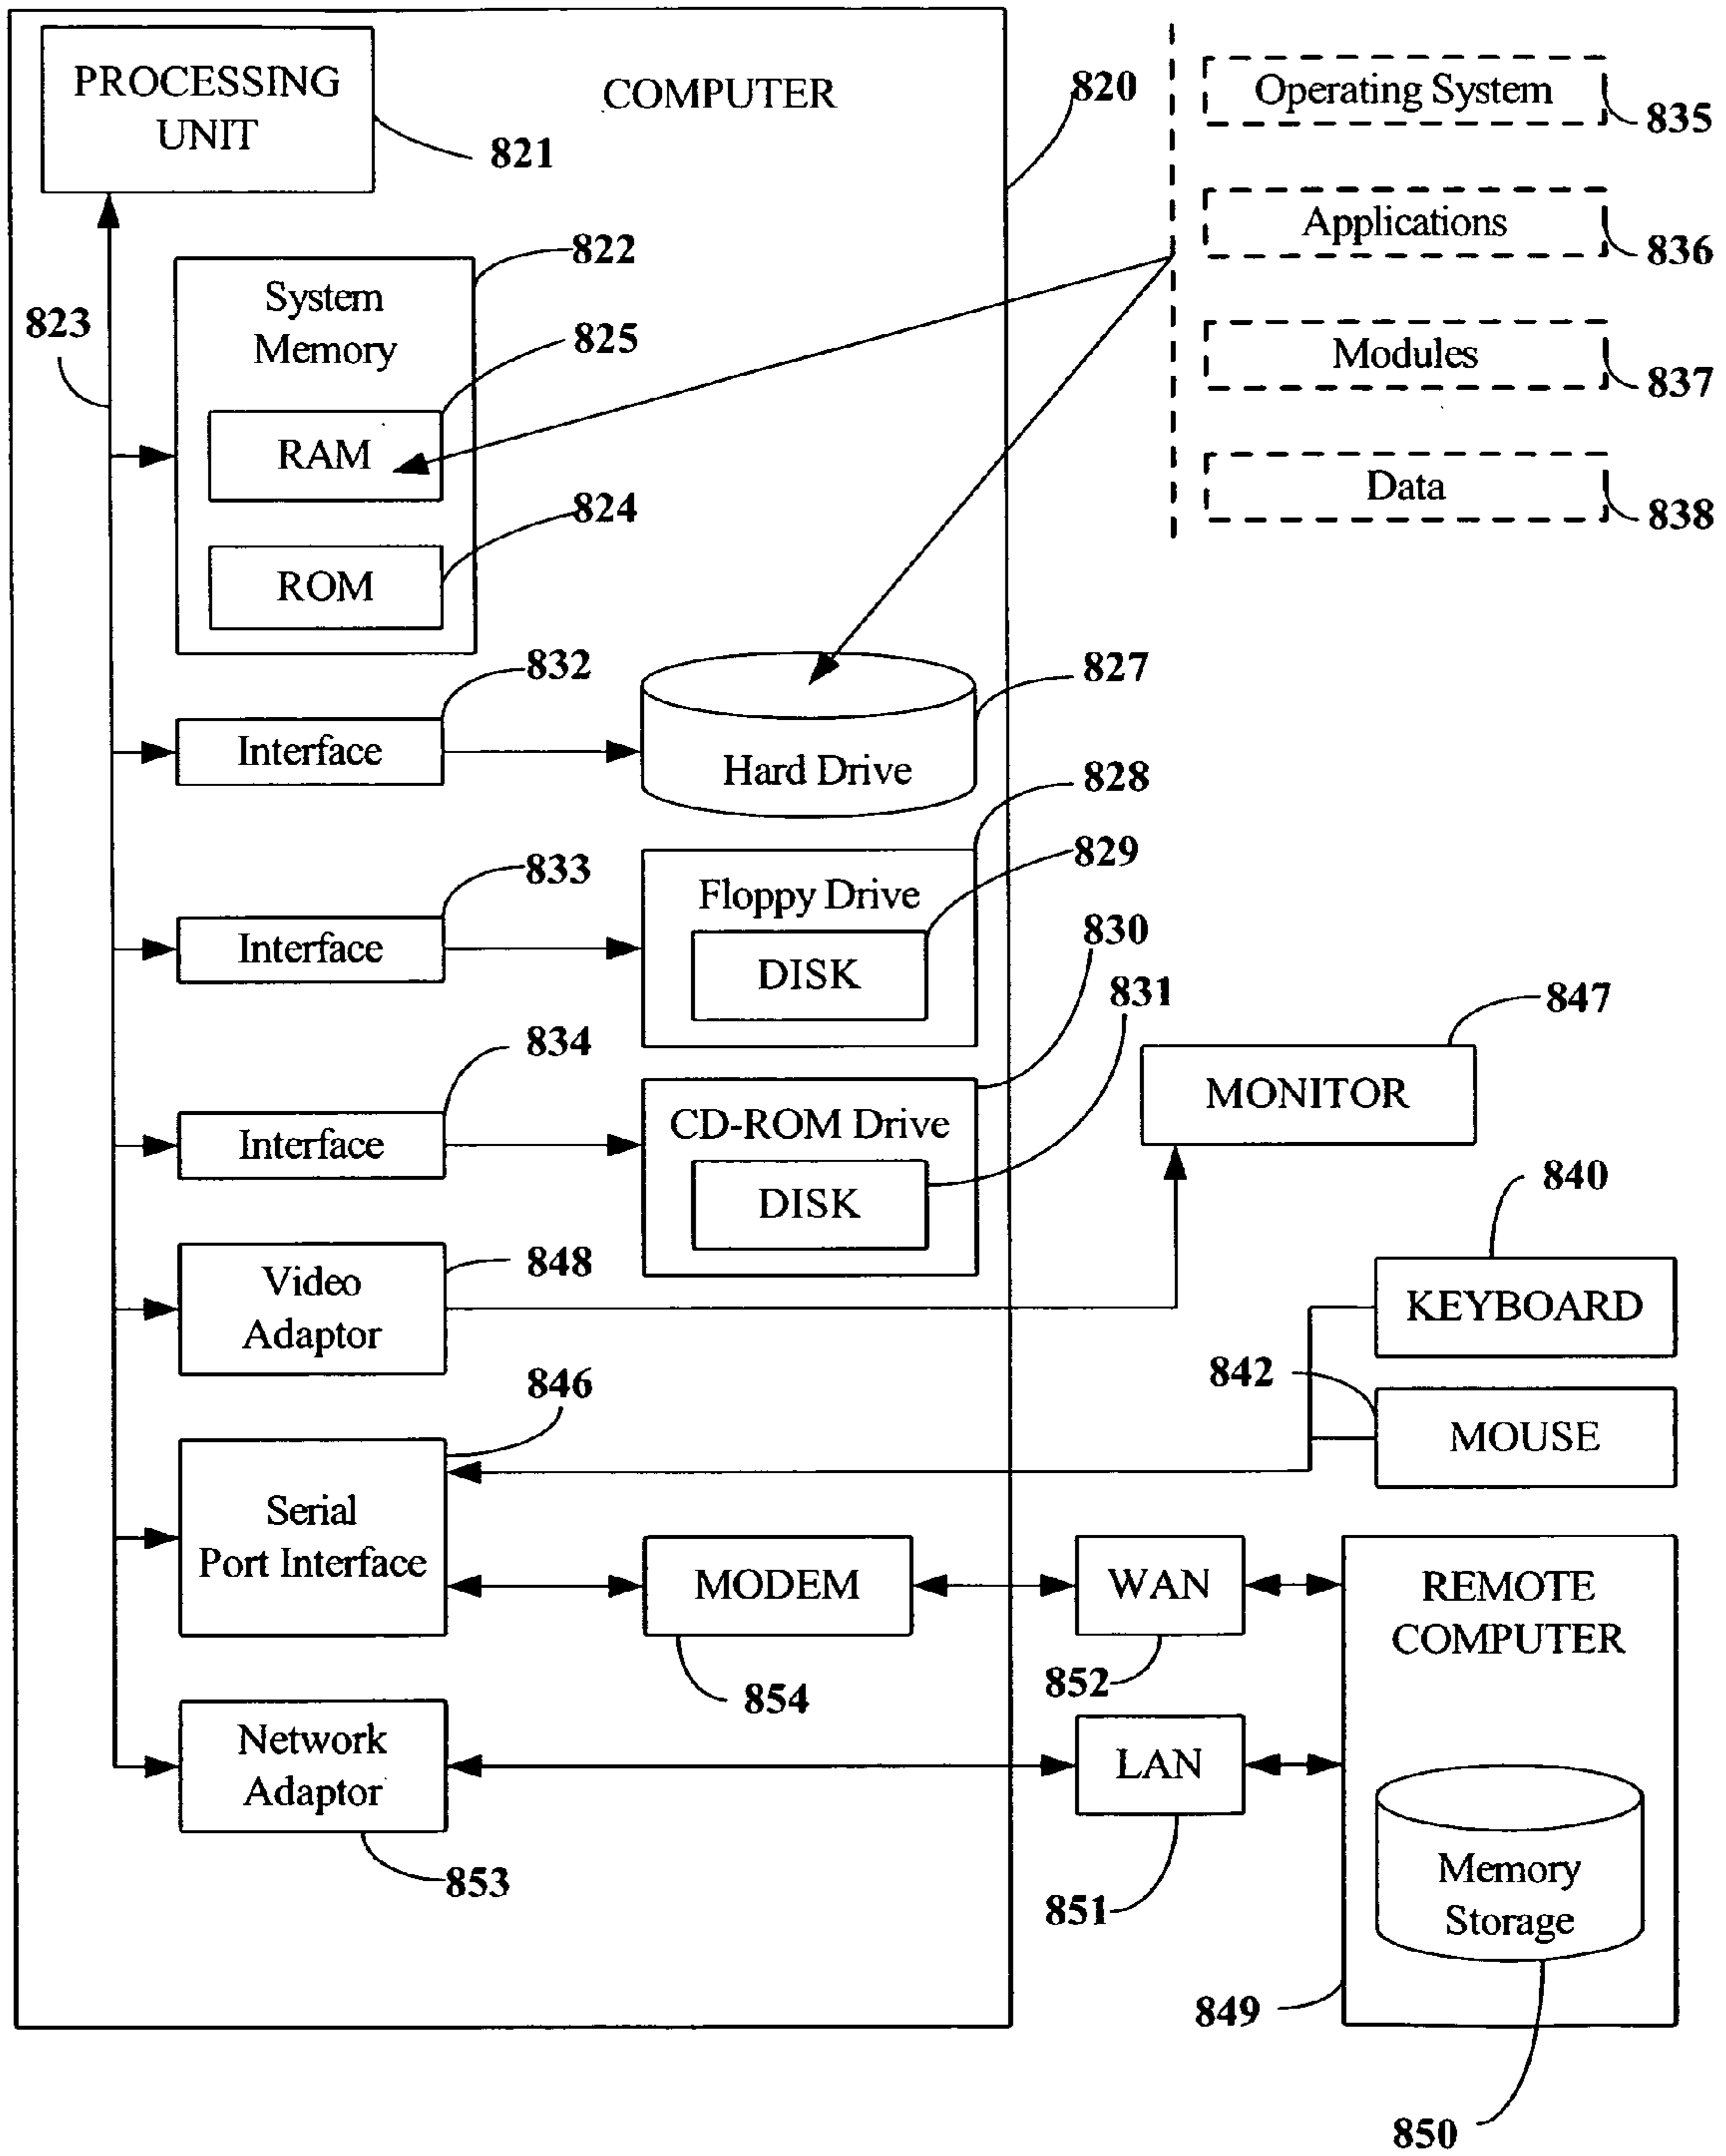 PROCESSING
UNIT
COMPUTER
821
820
Operating System
835
Applications
836
Modules
837
Data
838
823
822
System
Memory
825
RAM
824
ROM
832
Interface
827
Hard Drive
828
833
Interface
829
Floppy Drive
DISK
830
831
834
Interface
CD-ROM Drive
DISK
847
MONITOR
848
Video
Adaptor
840
KEYBOARD
842
MOUSE
846
Serial
Port Interface
MODEM
854
WAN
852
REMOTE
COMPUTER
Network
Adaptor
853
LAN
851
Memory
Storage
849
850